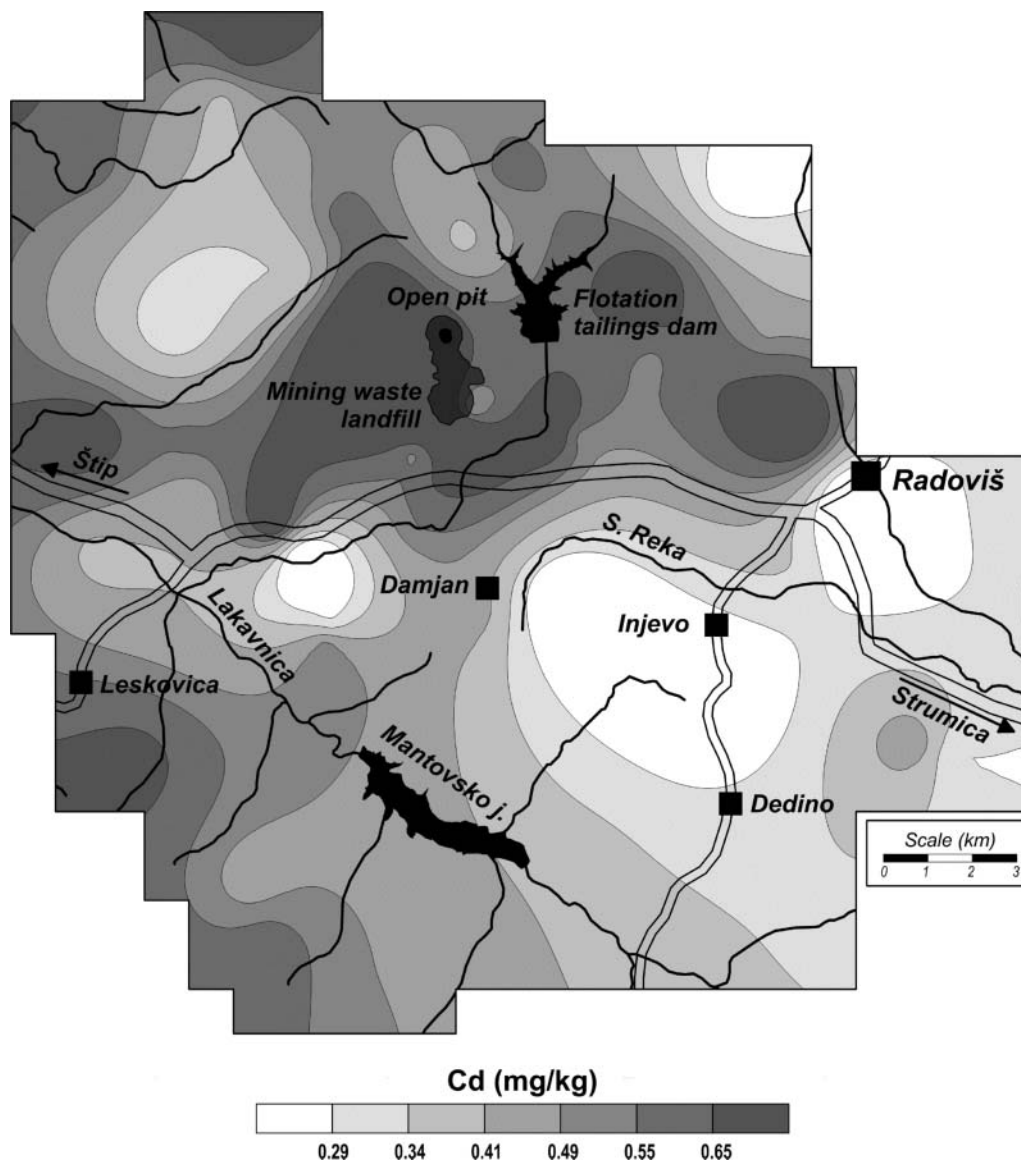 Open pit
Flotation
tailings dam
Mining waste
landfill
Štip
Radoviš
S. Reka
Damjan
Injevo
Lakavnica
Leskovica
Strumica
Mantovsko j.
Dedino
Scale (km)
0 1 2 3
Cd (mg/kg)
0.29 0.34 0.41 0.49 0.55 0.65